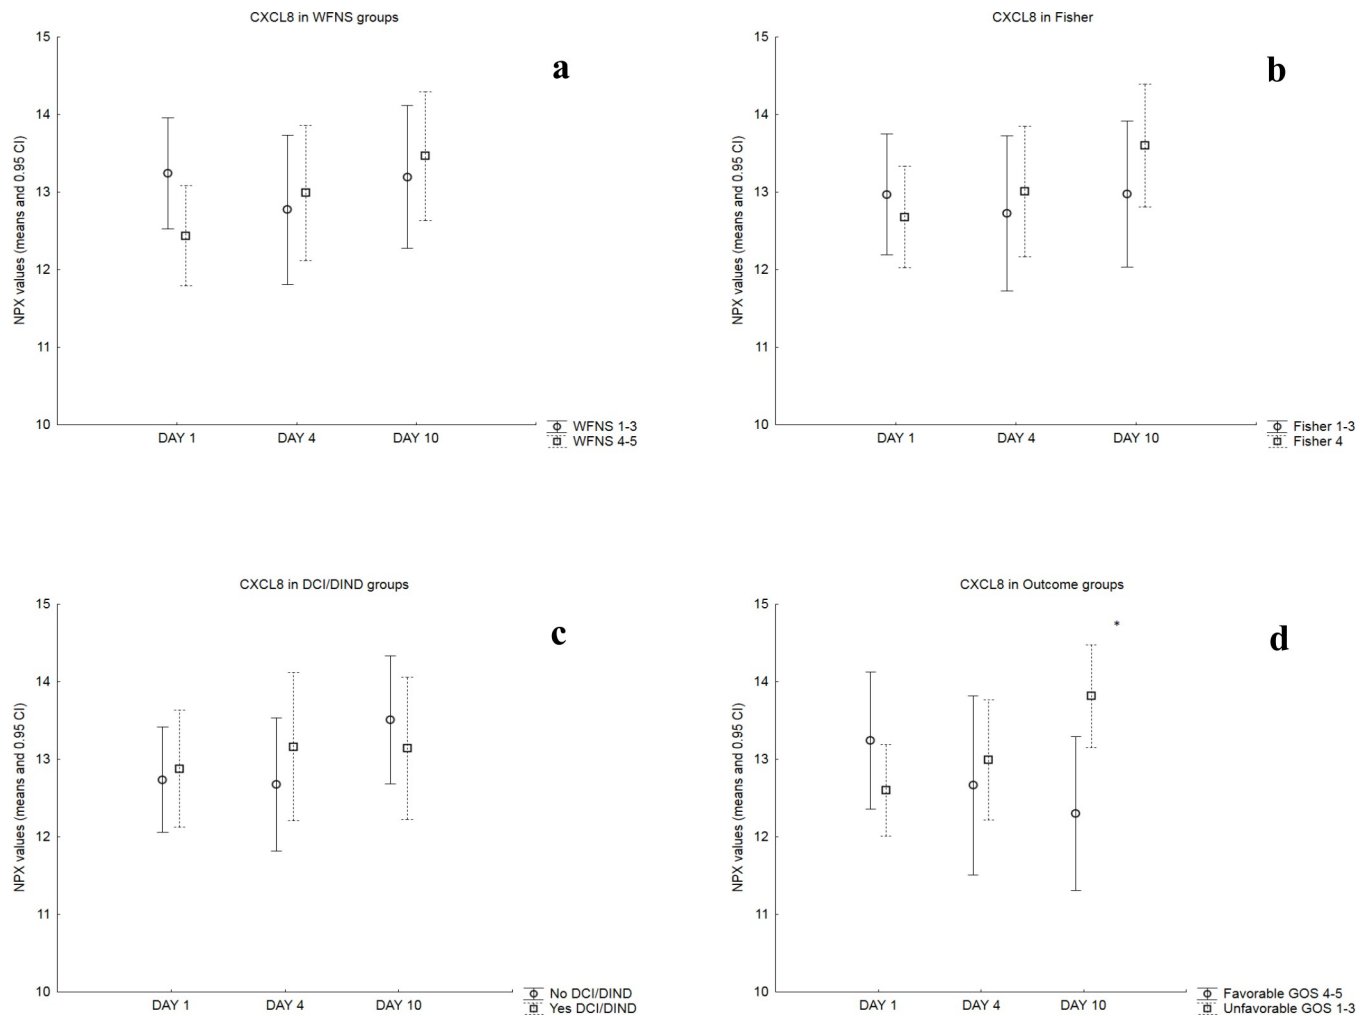 CXCL8 in WFNS groups
a
NPX values (means and 0.95 CI)
15
14
13
12
11
10
DAY 1 DAY 4 DAY 10
WFNS 1-3
WFNS 4-5
CXCL8 in Fisher
b
NPX values (means and 0.95 CI)
15
14
13
12
11
10
DAY 1 DAY 4 DAY 10
Fisher 1-3
Fisher 4
CXCL8 in DCI/DIND groups
c
NPX values (means and 0.95 CI)
15
14
13
12
11
10
DAY 1 DAY 4 DAY 10
No DCI/DIND
Yes DCI/DIND
CXCL8 in Outcome groups
d
*
NPX values (means and 0.95 CI)
15
14
13
12
11
10
DAY 1 DAY 4 DAY 10
Favorable GOS 4-5
Unfavorable GOS 1-3